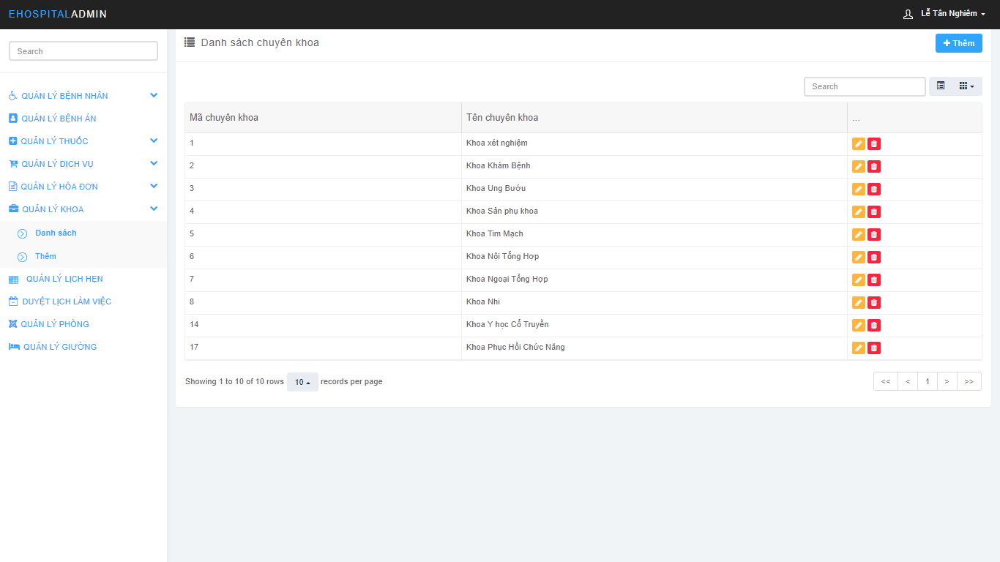 EHOSPITALADMIN
Lễ Tân Nghiêm
Search
QUẢN LÝ BỆNH NHÂN
QUẢN LÝ BỆNH ÁN
QUẢN LÝ THUỐC
QUẢN LÝ DỊCH VỤ
QUẢN LÝ HÓA ĐƠN
QUẢN LÝ KHOA
Danh sách
Thêm
QUẢN LÝ LỊCH HẸN
DUYỆT LỊCH LÀM VIỆC
QUẢN LÝ PHÒNG
QUẢN LÝ GIƯỜNG
Danh sách chuyên khoa
Thêm
Search
Mã chuyên khoa Tên chuyên khoa ...
1 Khoa xét nghiệm
2 Khoa Khám Bệnh
3 Khoa Ung Bướu
4 Khoa Sản phụ khoa
5 Khoa Tim Mạch
6 Khoa Nội Tổng Hợp
7 Khoa Ngoại Tổng Hợp
8 Khoa Nhi
14 Khoa Y học Cổ Truyền
17 Khoa Phục Hồi Chức Năng
Showing 1 to 10 of 10 rows 10 records per page
<< < 1 > >>